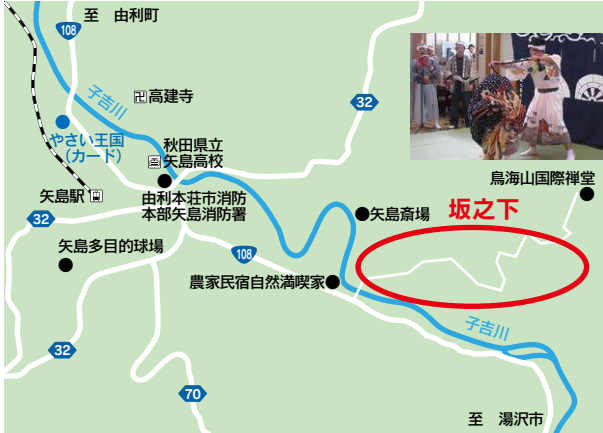 至　由利町
108
子吉川
卍高建寺
32
やさい王国
（カード）
秋田県立
矢島高校
鳥海山国際禅堂
矢島駅
由利本荘市消防
本部矢島消防署
矢島斎場
坂之下
32
矢島多目的球場
108
農家民宿自然満喫家
子吉川
32
70
至　湯沢市